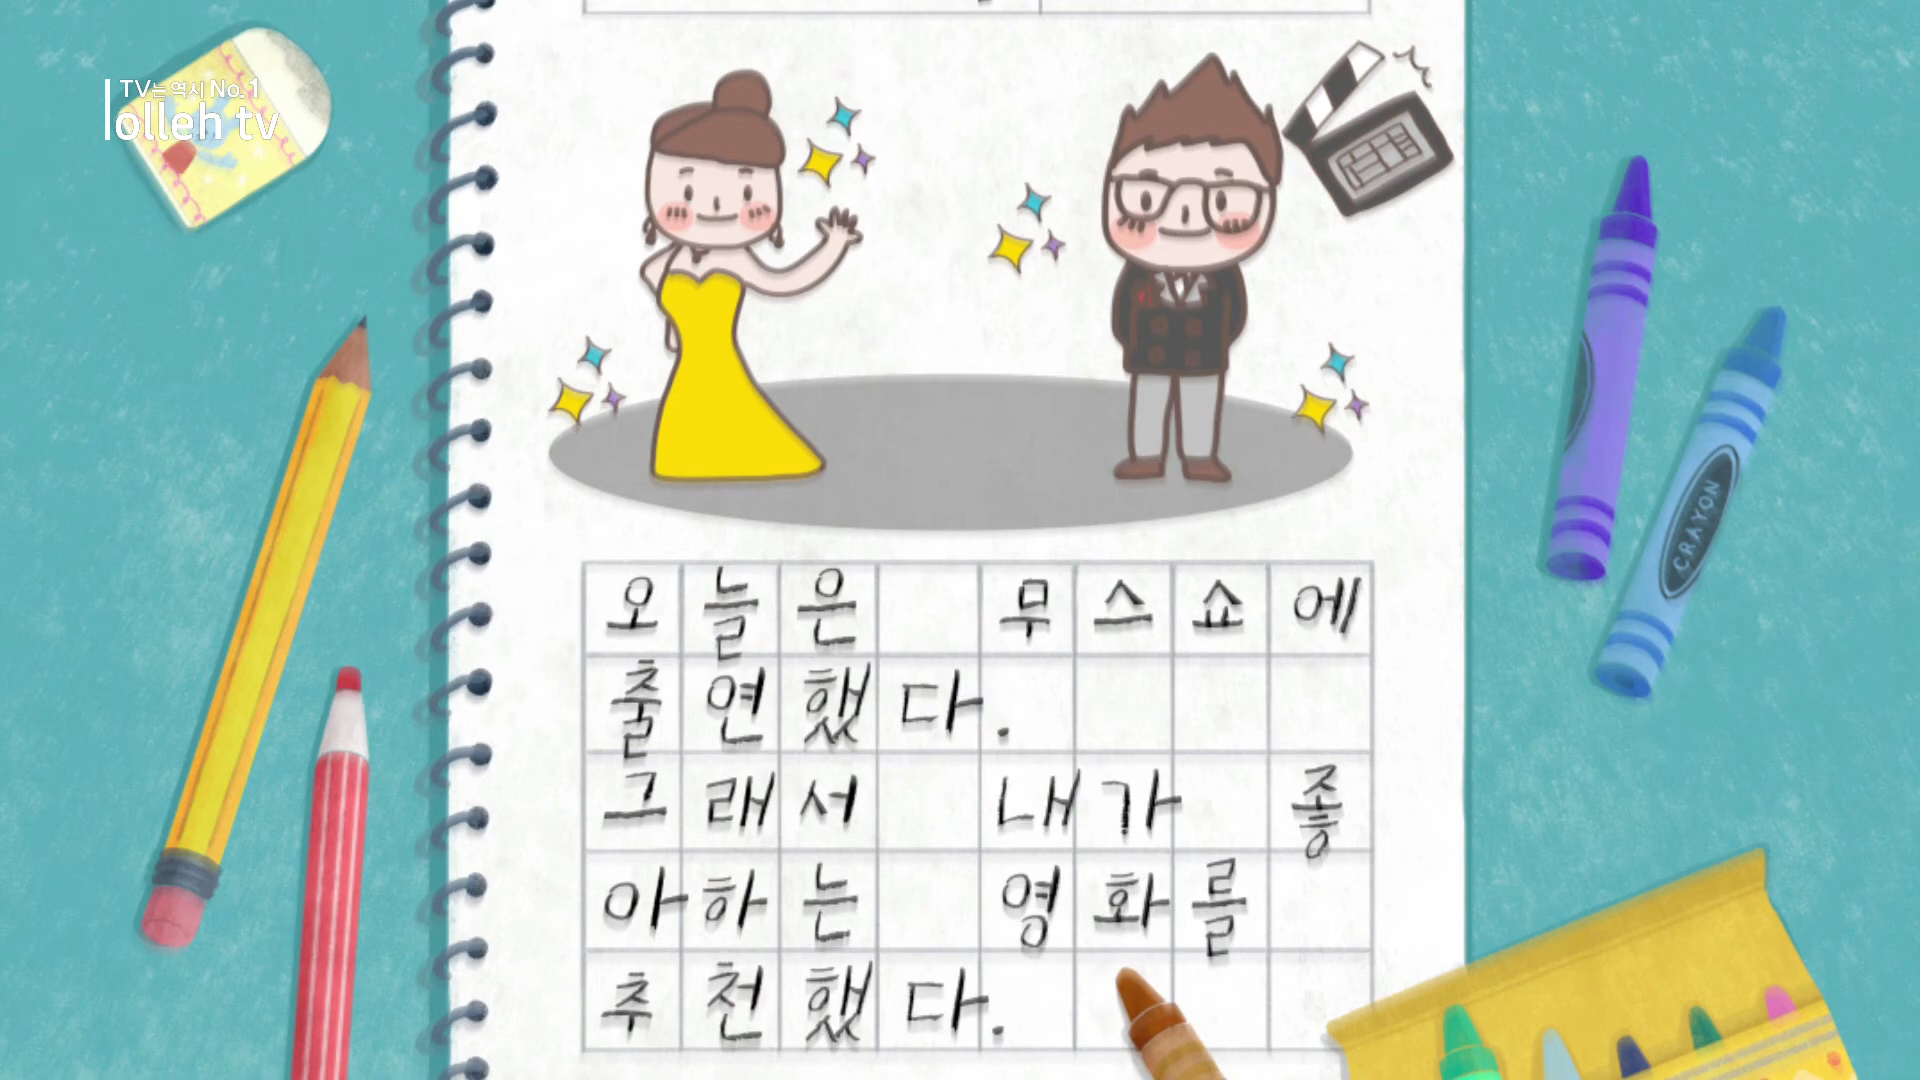 TV는 역시 No.1
olleh tv
CRAYON
오늘은 무스쇼에
출연했다.
그래서 내가 좋
아하는 영화를
추천했다.